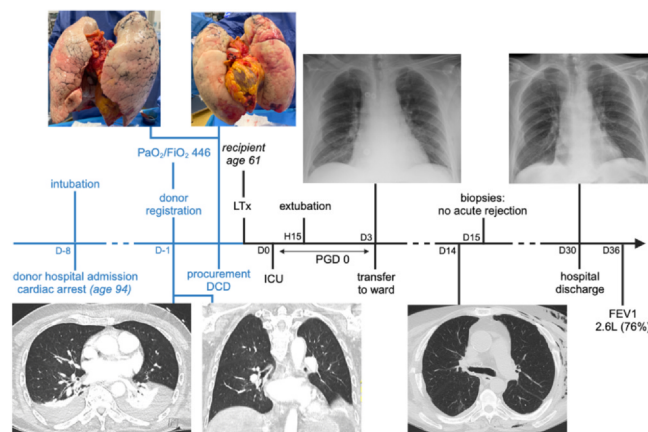 PaO₂/FiO₂ 446
recipient
age 61
intubation
donor
registration
LTx
extubation
biopsies:
no acute rejection
H15
D3
D15
D-8
D-1
D0
PGD 0
D14
D30
D36
donor hospital admission
cardiac arrest (age 94)
procurement
DCD
ICU
transfer
to ward
hospital
discharge
FEV1
2.6L (76%)